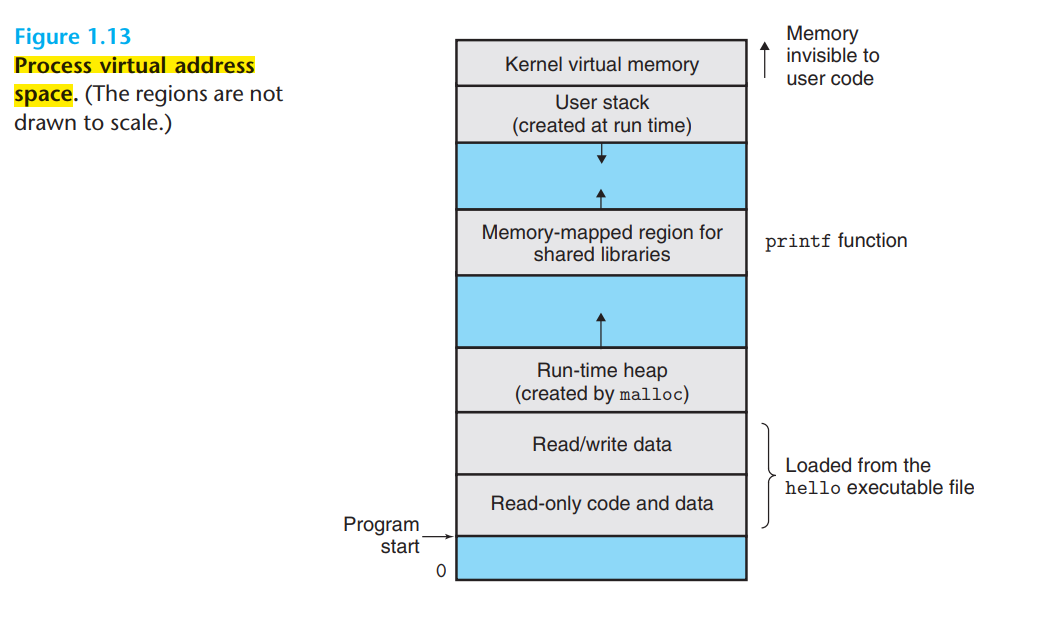 Figure 1.13
Process virtual address
space. (The regions are not
drawn to scale.)
Memory
invisible to
user code
Kernel virtual memory
User stack
(created at run time)
Memory-mapped region for
shared libraries
printf function
Run-time heap
(created by malloc)
Read/write data
Loaded from the
hello executable file
Read-only code and data
Program
start
0